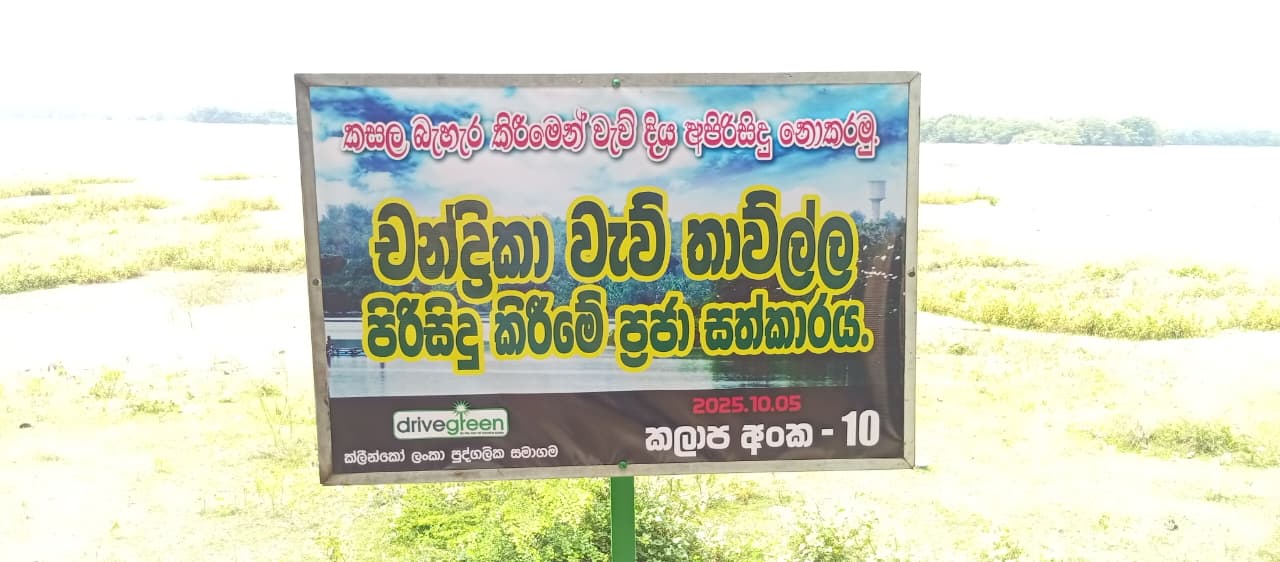 කසල බැහැර කිරීමෙන් වැව් දිය අපිරිසිදු නොකරමු.
චන්ද්‍රිකා වැව් තාවුල්ල
පිරිසිදු කිරීමේ ප්‍රජා සත්කාරය.
2025.10.05
drivegreen
කලාප අංක - 10
ක්ලීන්කෝ ලංකා පුද්ගලික සමාගම